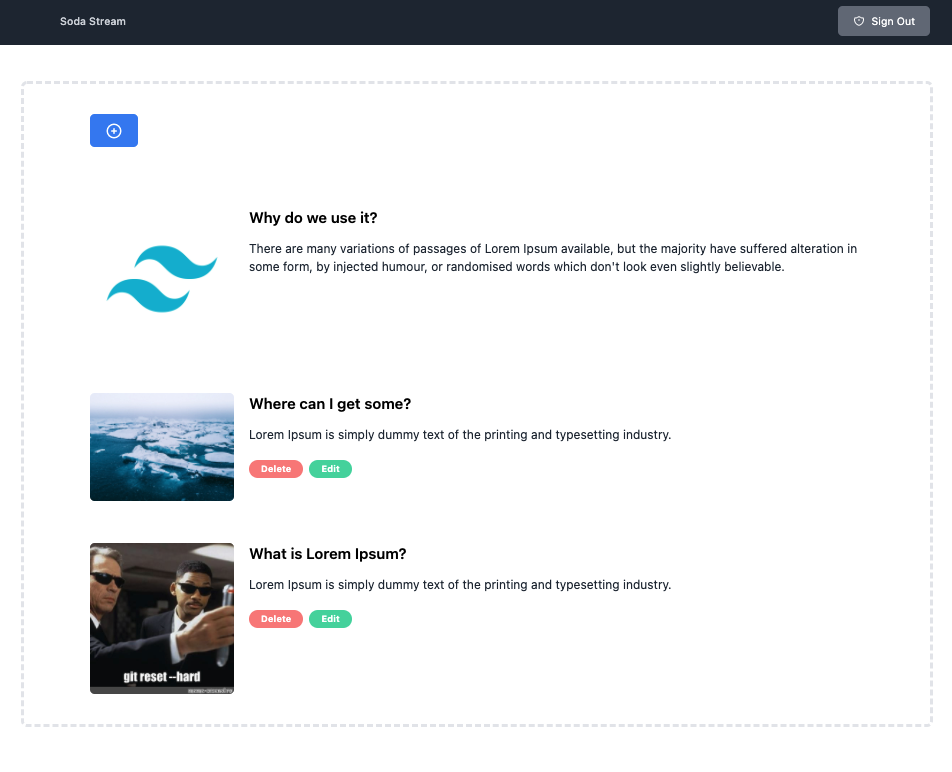 Soda Stream
Sign Out
Why do we use it?
There are many variations of passages of Lorem Ipsum available, but the majority have suffered alteration in
some form, by injected humour, or randomised words which don't look even slightly believable.
Where can I get some?
Lorem Ipsum is simply dummy text of the printing and typesetting industry.
Delete
Edit
What is Lorem Ipsum?
Lorem Ipsum is simply dummy text of the printing and typesetting industry.
Delete
Edit
git reset --hard